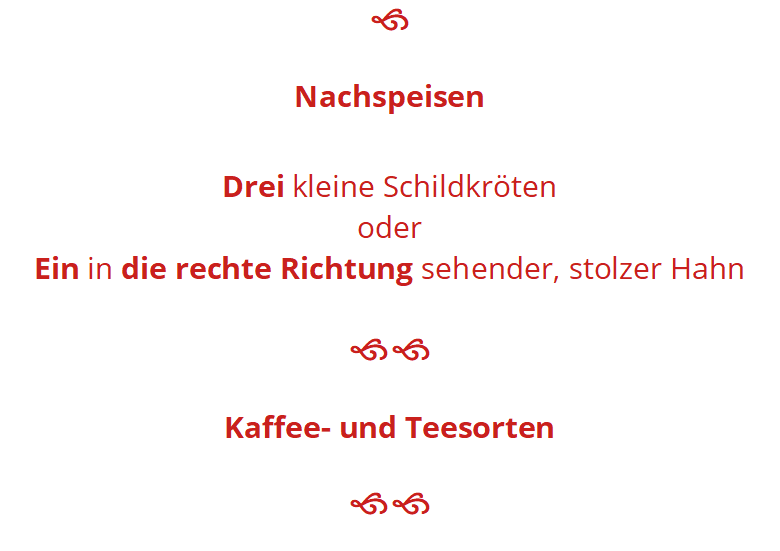 Nachspeisen
Drei kleine Schildkröten
oder
Ein in die rechte Richtung sehender, stolzer Hahn
Kaffee- und Teesorten